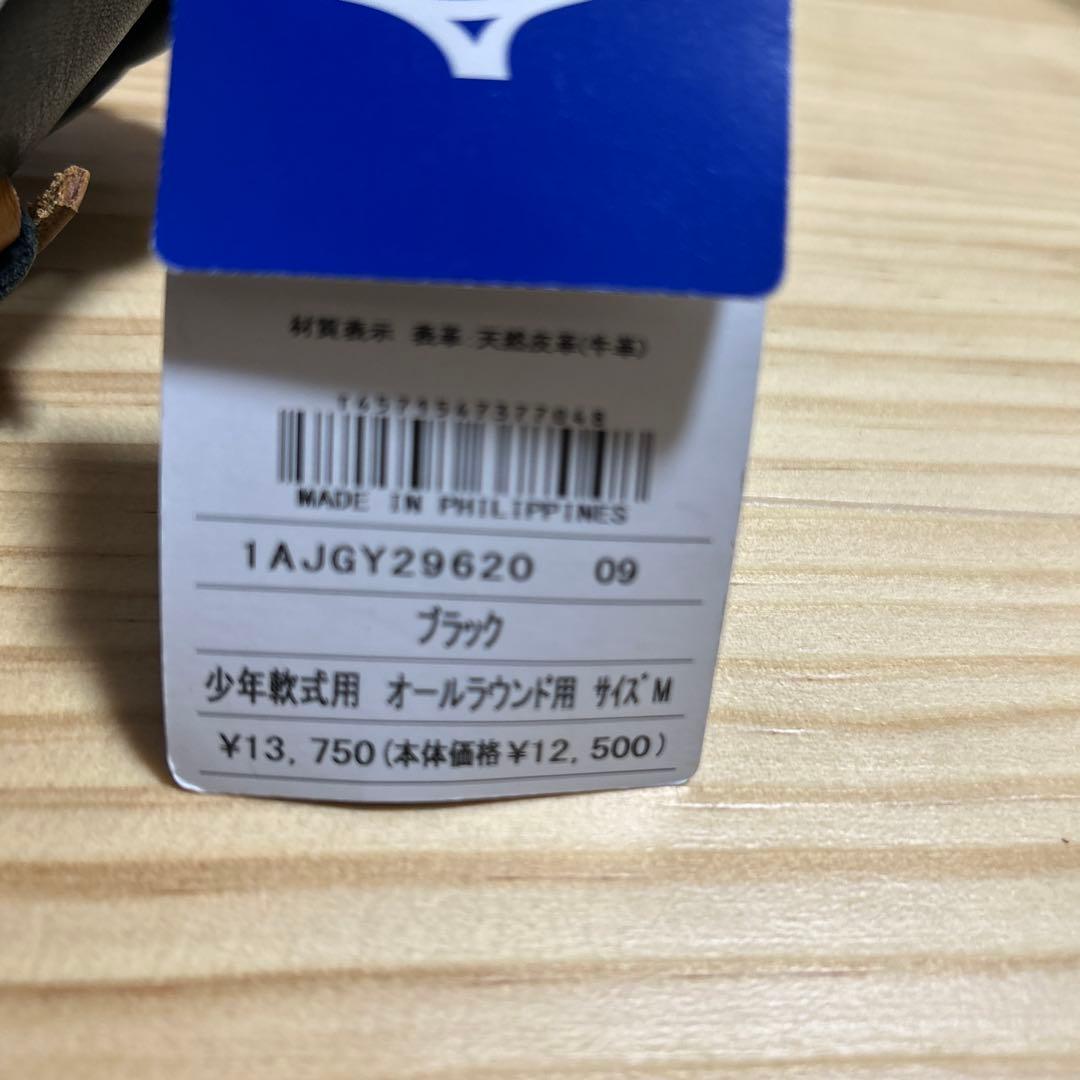 材質表示 表革:天然皮革(牛革)
MADE IN PHILIPPINES
1AJGY29620 09
ブラック
少年軟式用 オールラウンド用 サイズM
¥13,750(本体価格¥12,500)